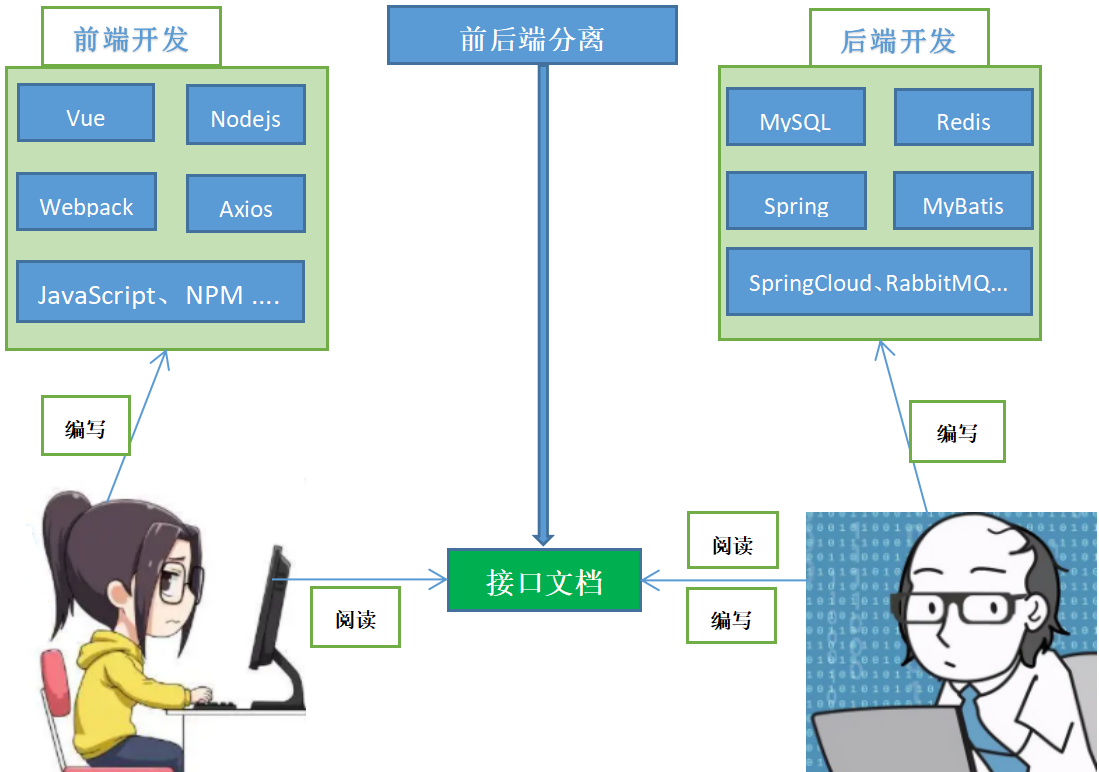 前端开发
前后端分离
后端开发
Vue
Nodejs
Webpack
Axios
JavaScript、NPM ....
MySQL
Redis
Spring
MyBatis
SpringCloud、RabbitMQ...
编写
编写
阅读
接口文档
阅读
编写